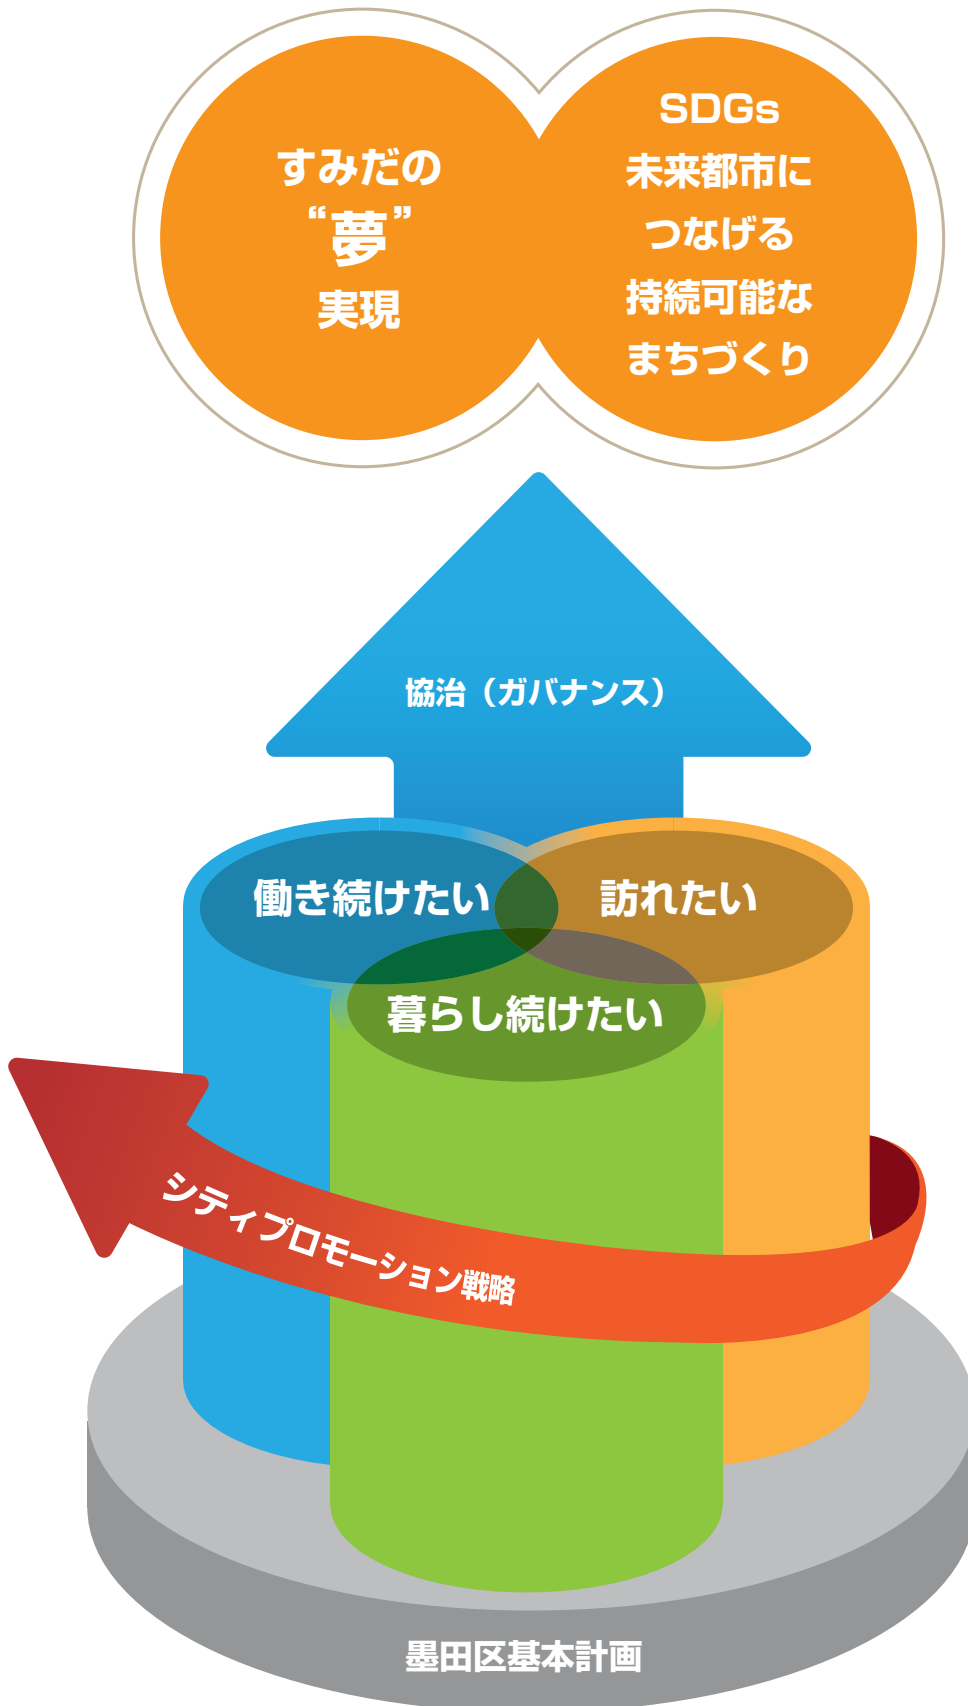 すみだの
“夢”
実現
SDGs
未来都市に
つなげる
持続可能な
まちづくり
協治（ガバナンス）
働き続けたい
訪れたい
暮らし続けたい
シティプロモーション戦略
墨田区基本計画